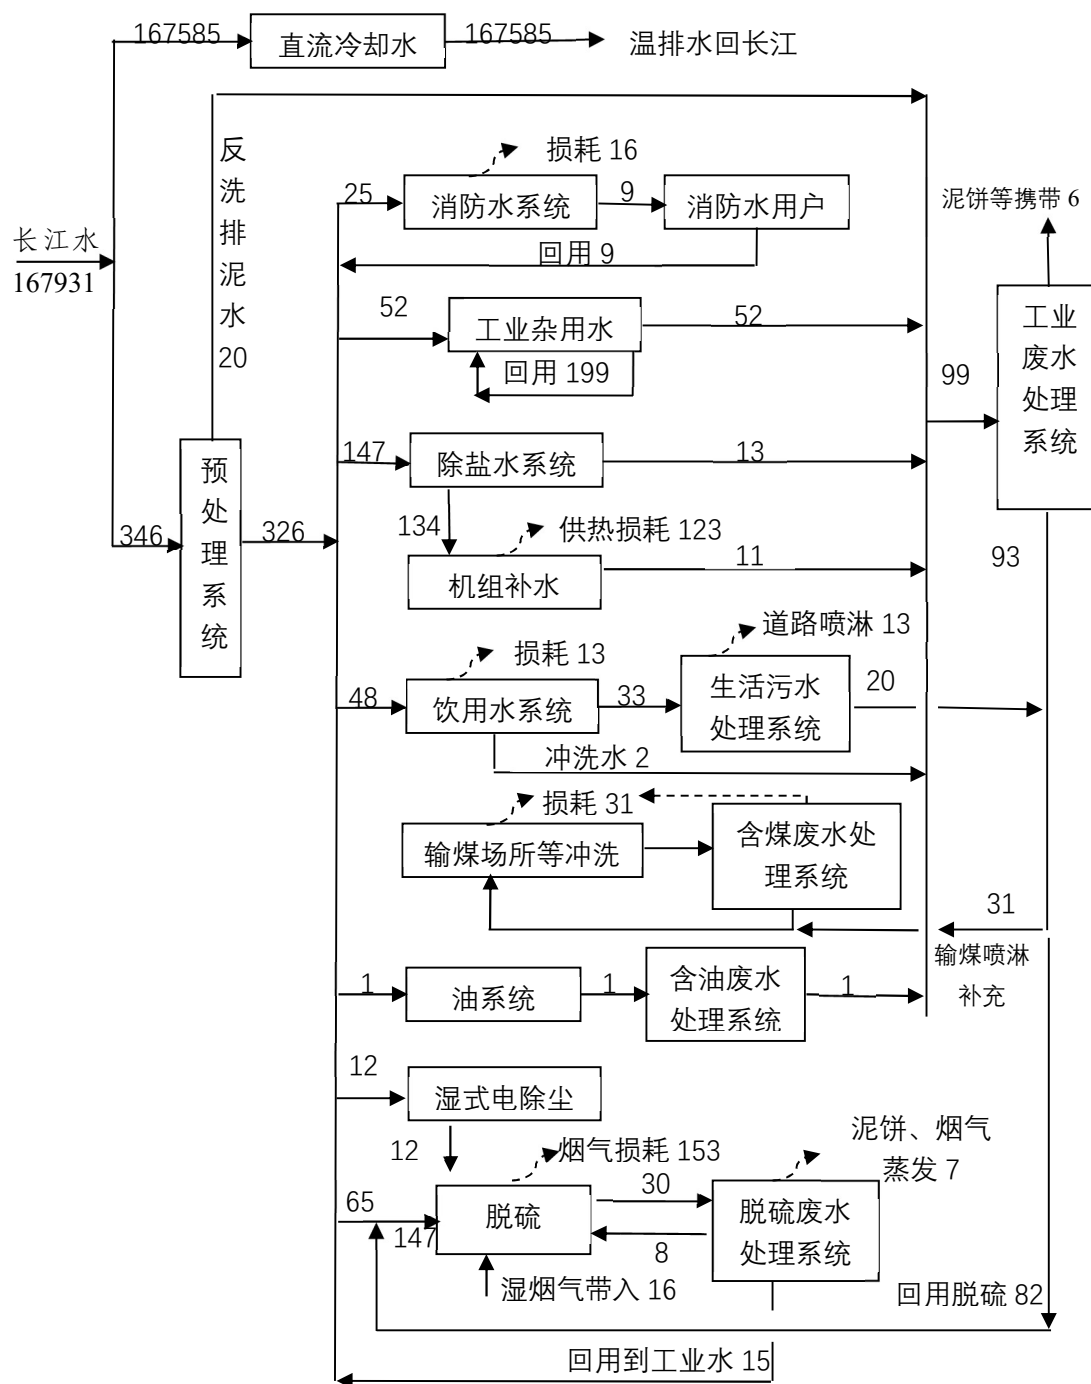 167585
直流冷却水
167585
温排水回长江
反洗排泥水
20
损耗 16
25
消防水系统
9
消防水用户
回用 9
泥饼等携带 6
长江水
167931
52
工业杂用水
52
回用 199
工业
废水
处理
系统
99
147
除盐水系统
13
预处理系统
346
326
134
供热损耗 123
机组补水
11
93
道路喷淋 13
损耗 13
48
饮用水系统
33
生活污水
处理系统
20
冲洗水 2
损耗 31
输煤场所等冲洗
含煤废水处
理系统
31
输煤喷淋
补充
1
油系统
1
含油废水
处理系统
1
12
湿式电除尘
12
烟气损耗 153
泥饼、烟气
蒸发 7
65
147
脱硫
30
8
脱硫废水
处理系统
湿烟气带入 16
回用脱硫 82
回用到工业水 15